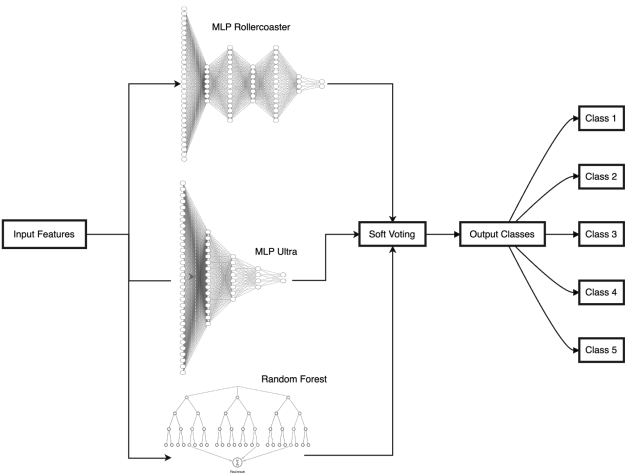 MLP Rollercoaster
Class 1
Class 2
Input Features
MLP Ultra
Soft Voting
Output Classes
Class 3
Class 4
Class 5
Random Forest